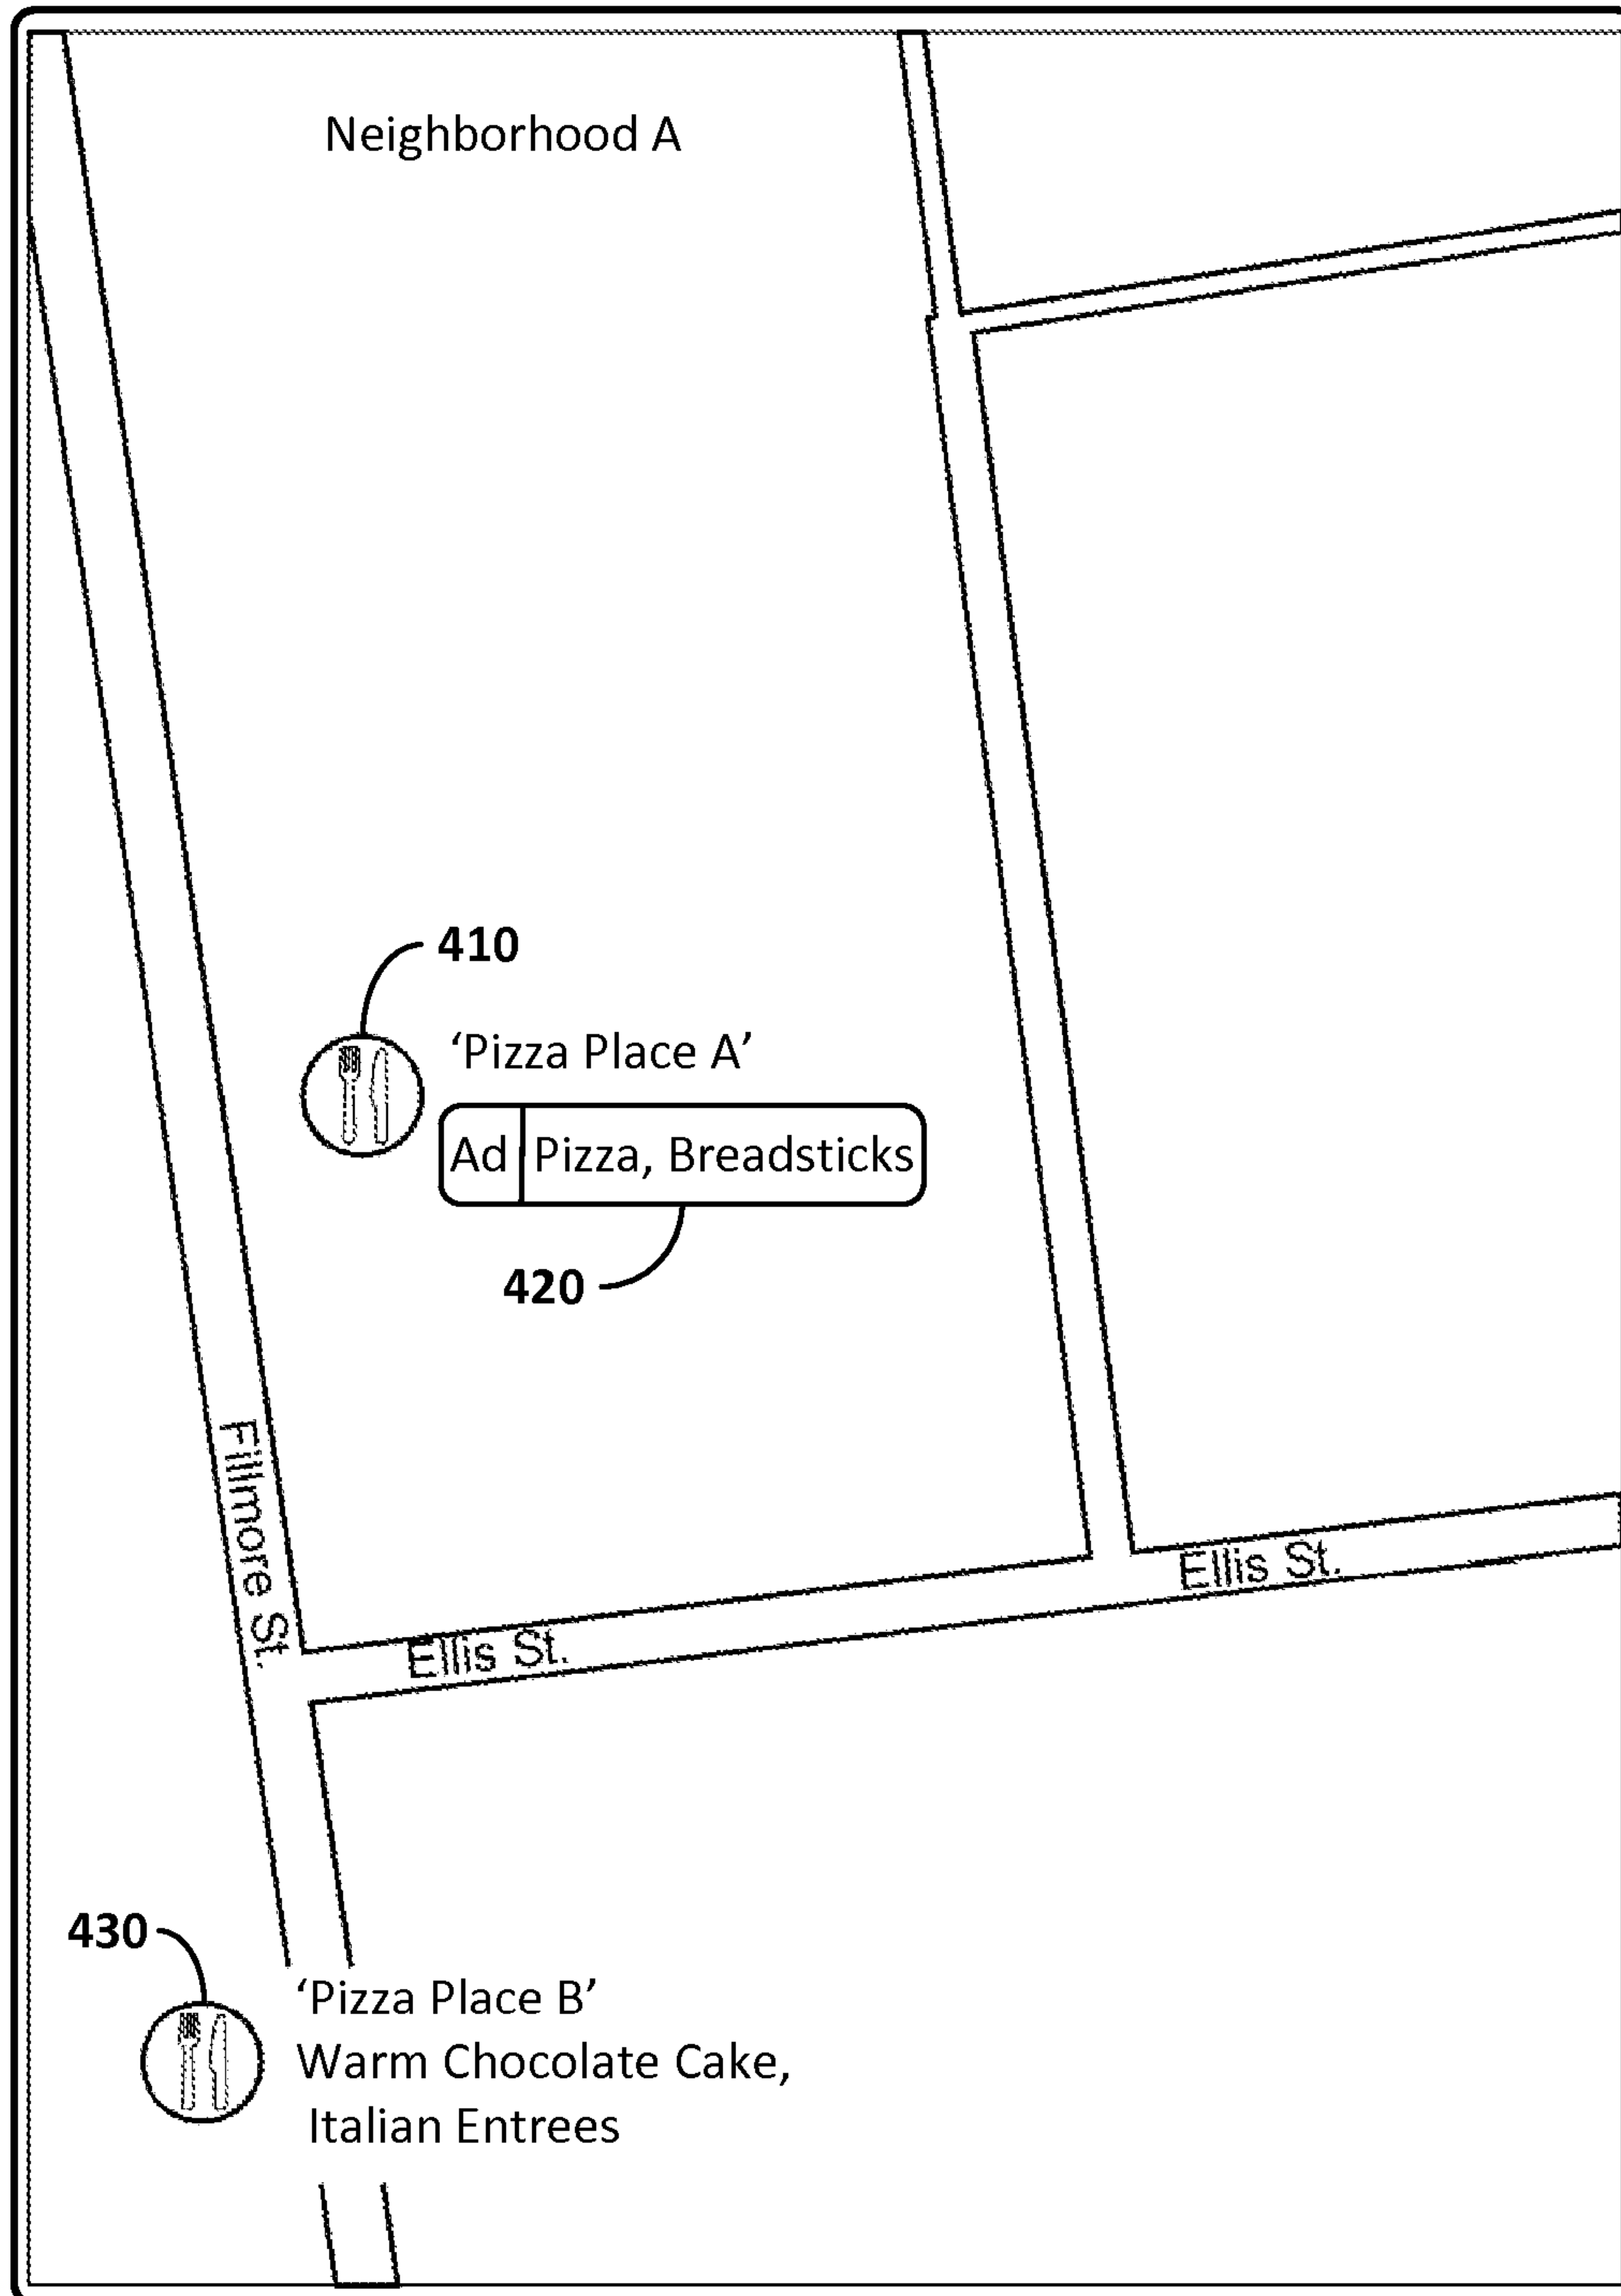 Neighborhood A
410
‘Pizza Place A’
Ad Pizza, Breadsticks
420
Fillmore St.
Ellis St.
Ellis St.
430
‘Pizza Place B’
Warm Chocolate Cake,
Italian Entrees